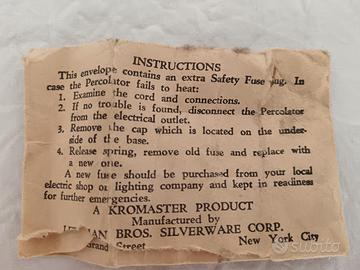 INSTRUCTIONS
This envelope contains an extra Safety Fuse Plug. In
case the Percolator fails to heat:
1. Examine the cord and connections.
2. If no trouble is found, disconnect the Percolator
from the electrical outlet.
3. Remove the cap which is located on the under-
side of the base.
4. Release spring, remove old fuse and replace with
a new one.
A new fuse should be purchased from your local
electric shop or lighting company and kept in readiness
for further emergencies.
A KROMASTER PRODUCT
Manufactured by
BROS. SILVERWARE CORP.
Street New York City
subito